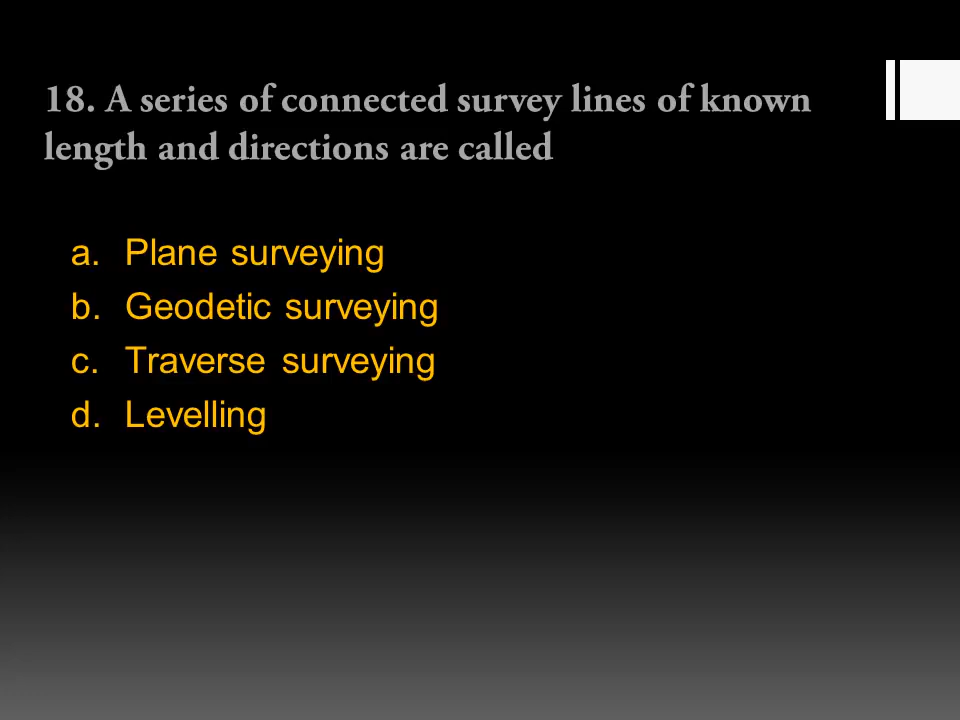 18. A series of connected survey lines of known
length and directions are called
a. Plane surveying
b. Geodetic surveying
c. Traverse surveying
d. Levelling